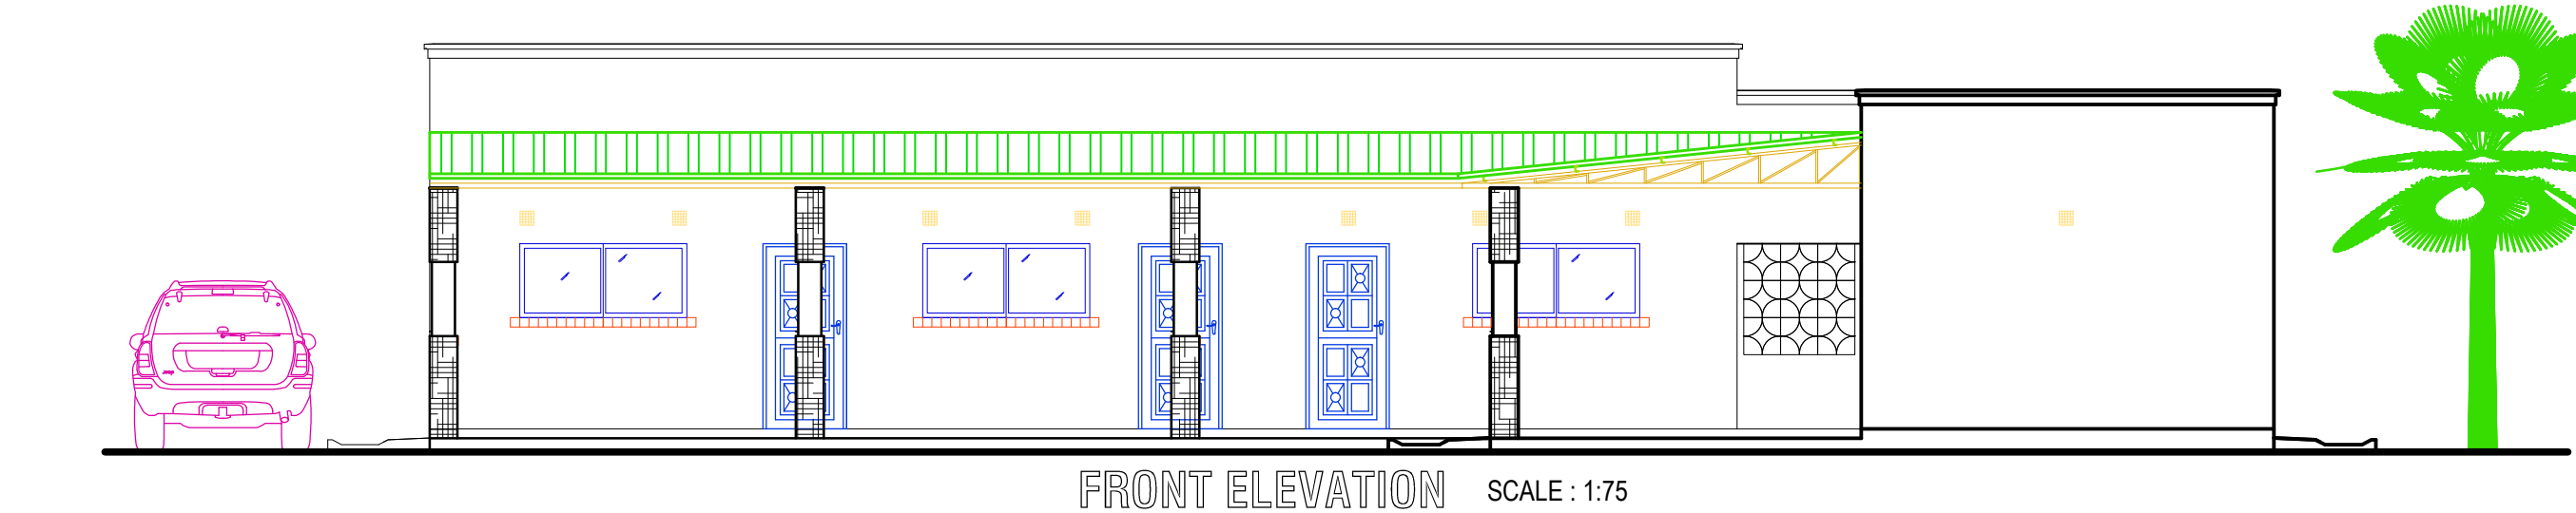 FRONT ELEVATION SCALE : 1:75